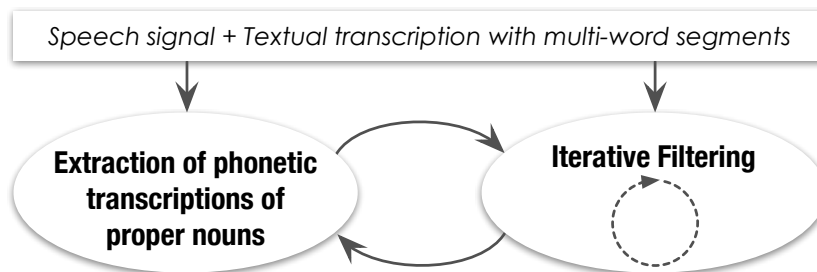 Speech signal + Textual transcription with multi-word segments
Extraction of phonetic
transcriptions of
proper nouns
Iterative Filtering